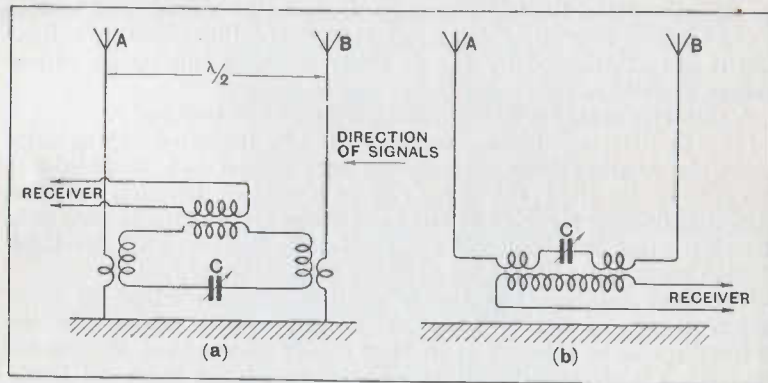 A
B
λ/2
DIRECTION
OF SIGNALS
RECEIVER
C
(a)
A
B
C
RECEIVER
(b)